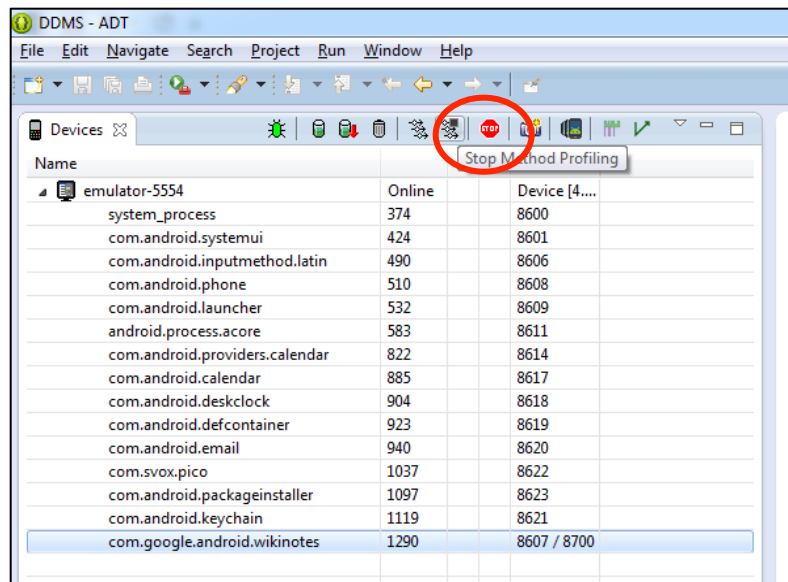 DDMS - ADT
File Edit Navigate Search Project Run Window Help
Devices
STOP
Name
Stop Method Profiling
emulator-5554 Online Device [4....
system_process 374 8600
com.android.systemui 424 8601
com.android.inputmethod.latin 490 8606
com.android.phone 510 8608
com.android.launcher 532 8609
android.process.acore 583 8611
com.android.providers.calendar 822 8614
com.android.calendar 885 8617
com.android.deskclock 904 8618
com.android.defcontainer 923 8619
com.android.email 940 8620
com.svox.pico 1037 8622
com.android.packageinstaller 1097 8623
com.android.keychain 1119 8621
com.google.android.wikinotes 1290 8607 / 8700